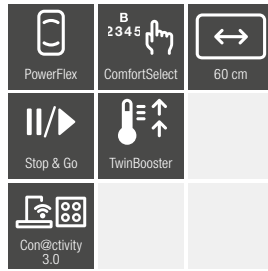 B
2345
PowerFlex
ComfortSelect
60 cm
Stop & Go
TwinBooster
Con@ctivity
3.0